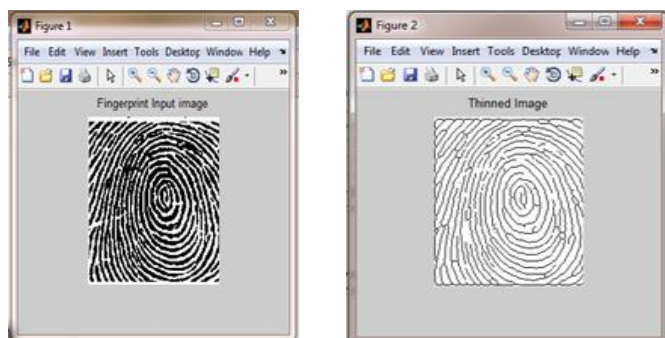 Figure 1
File Edit View Insert Tools Desktop Window Help
Fingerprint Input image
Figure 2
File Edit View Insert Tools Desktop Window Help
Thinned Image